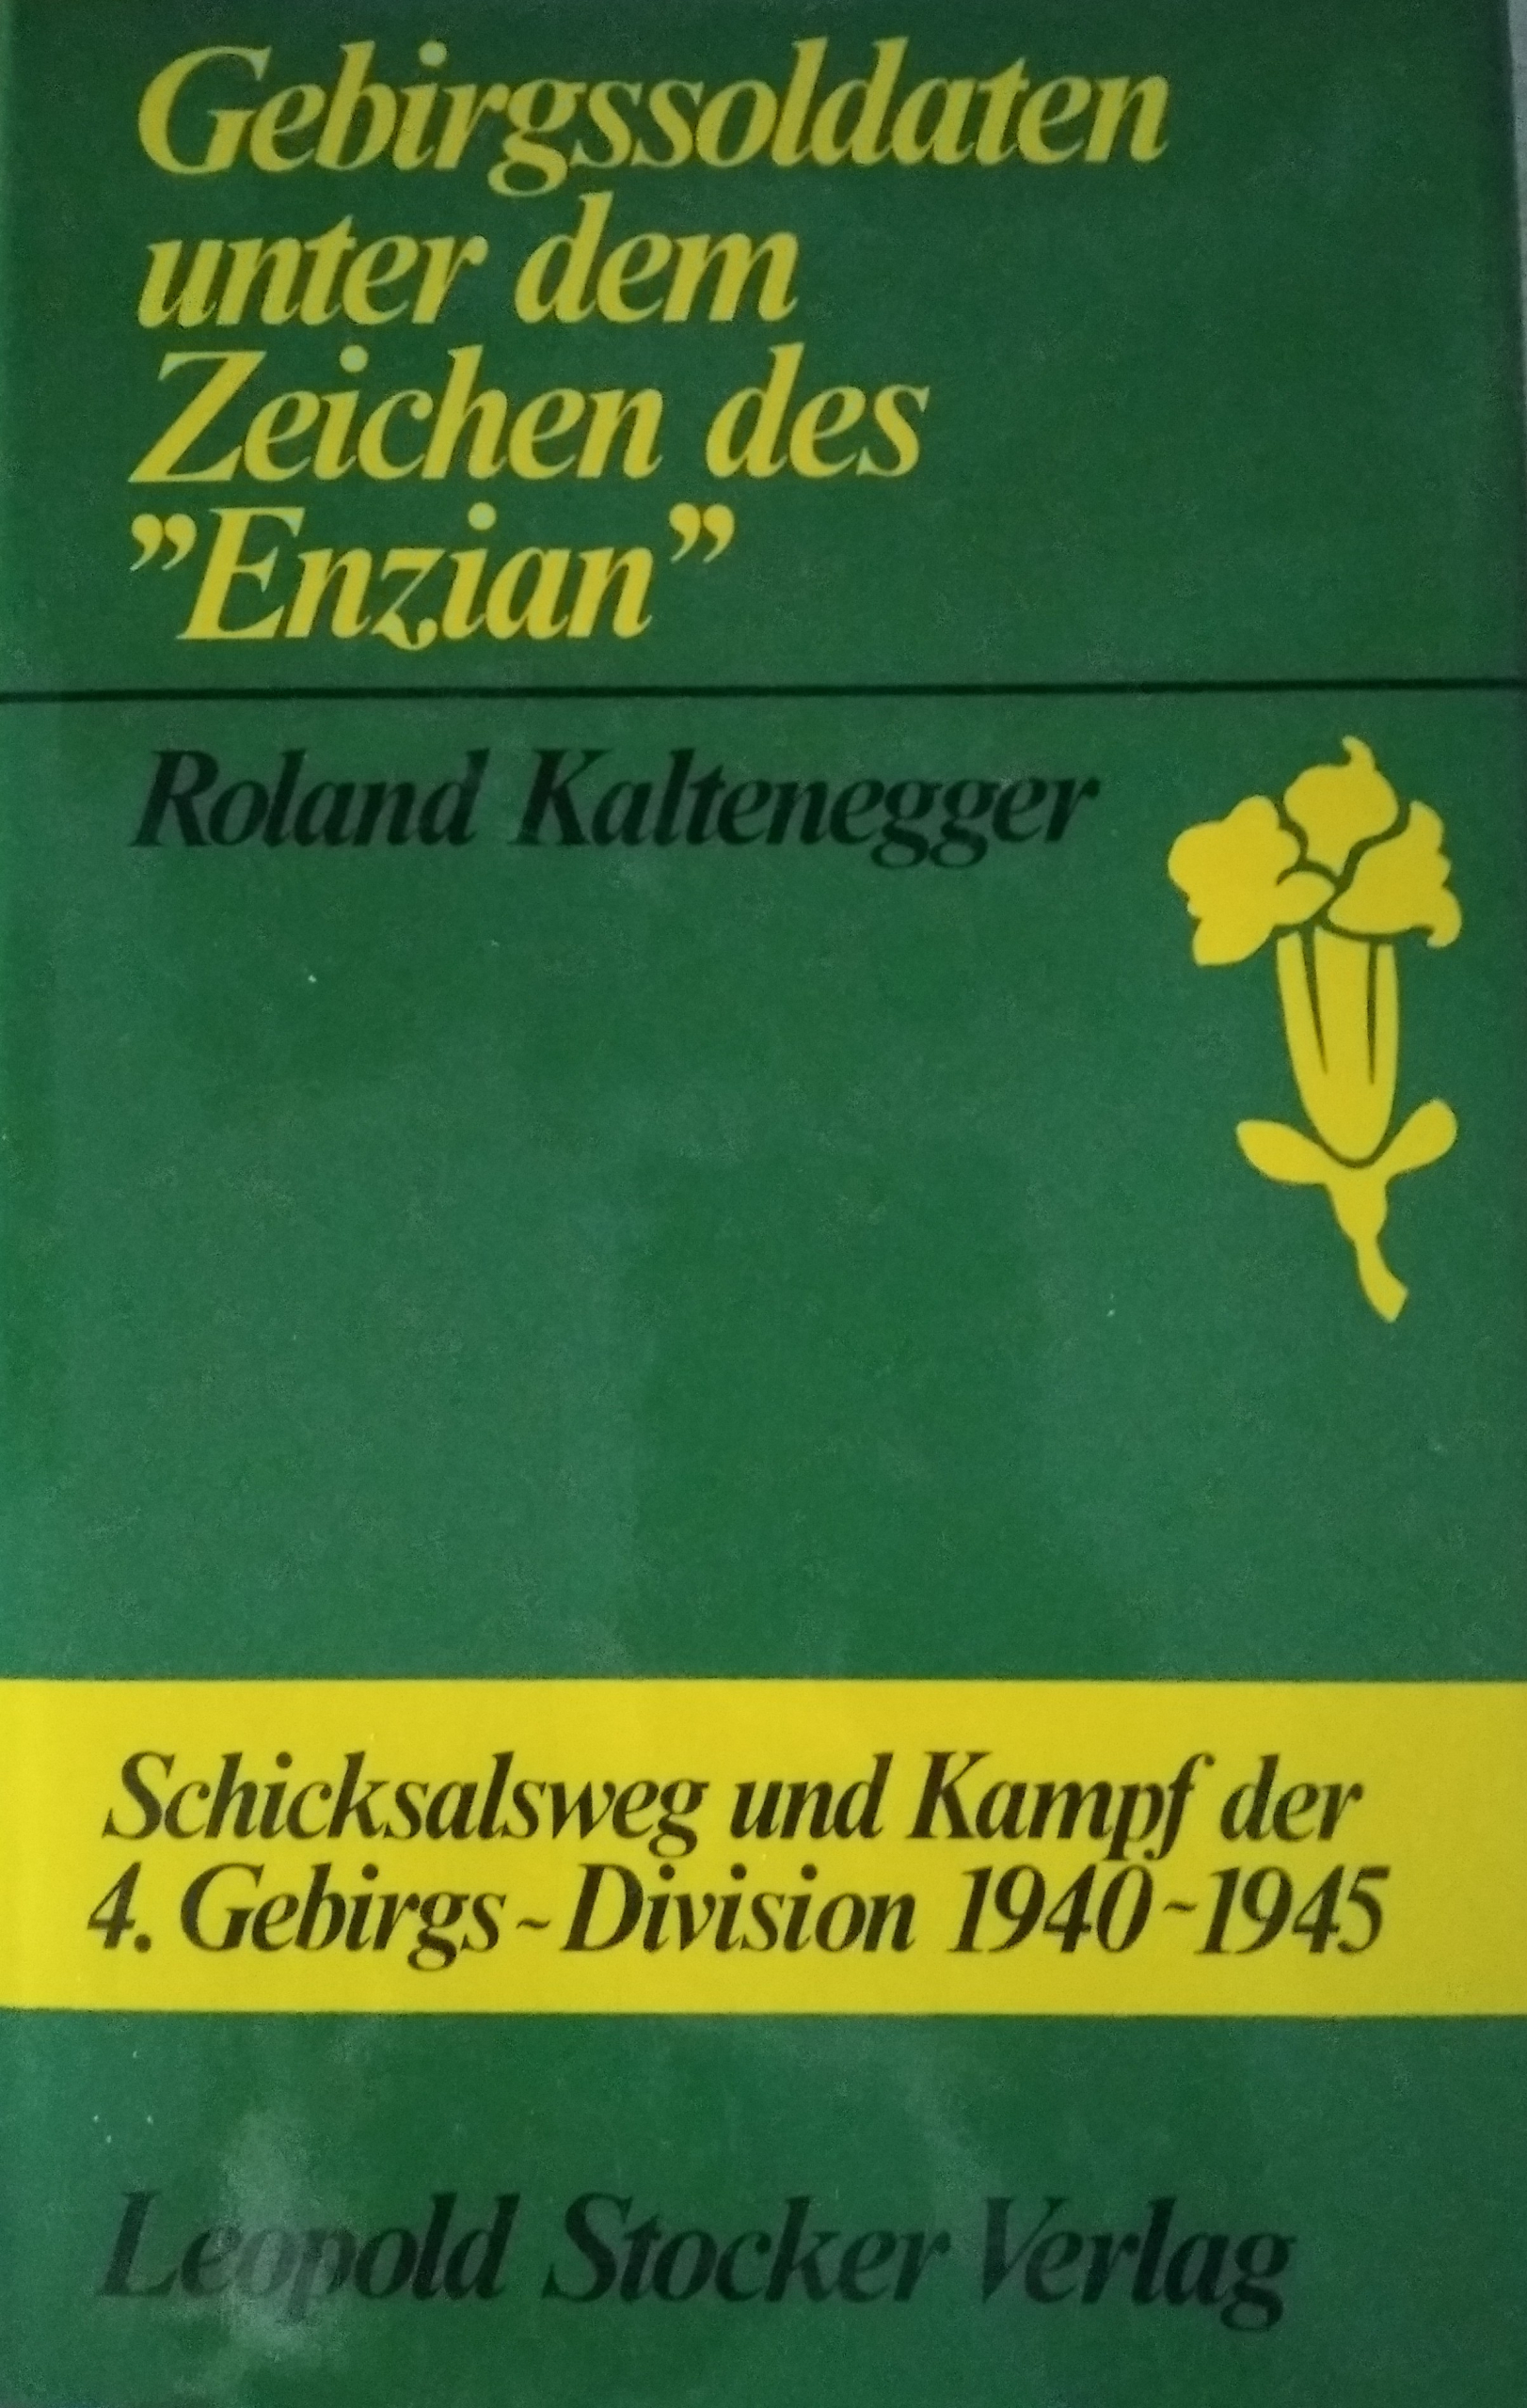 Gebirgssoldaten
unter dem
Zeichen des
”Enzian”
Roland Kaltenegger
Schicksalsweg und Kampf der
4. Gebirgs~Division 1940~1945
Leopold Stocker Verlag